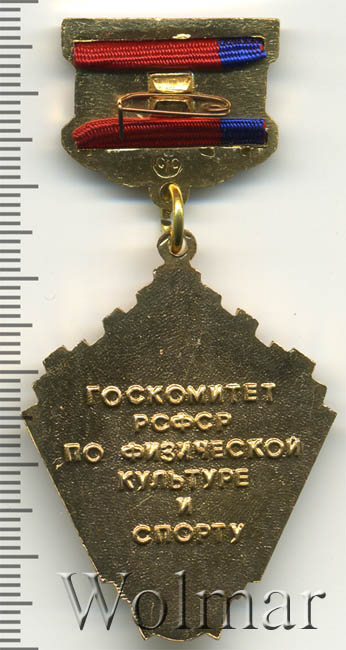 ГОСКОМИТЕТ
РСФСР
ПО ФИЗИЧЕСКОЙ
КУЛЬТУРЕ
И
СПОРТУ
Wolmar